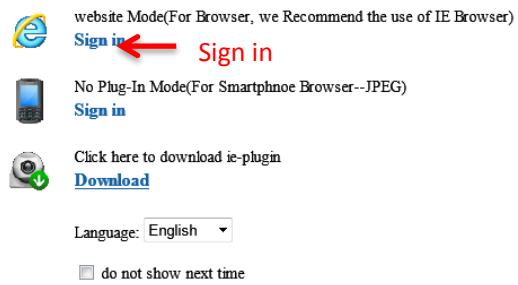 website Mode(For Browser, we Recommend the use of IE Browser)
Sign in
Sign in
No Plug-In Mode(For Smartphnoe Browser--JPEG)
Sign in
Click here to download ie-plugin
Download
Language: English
do not show next time